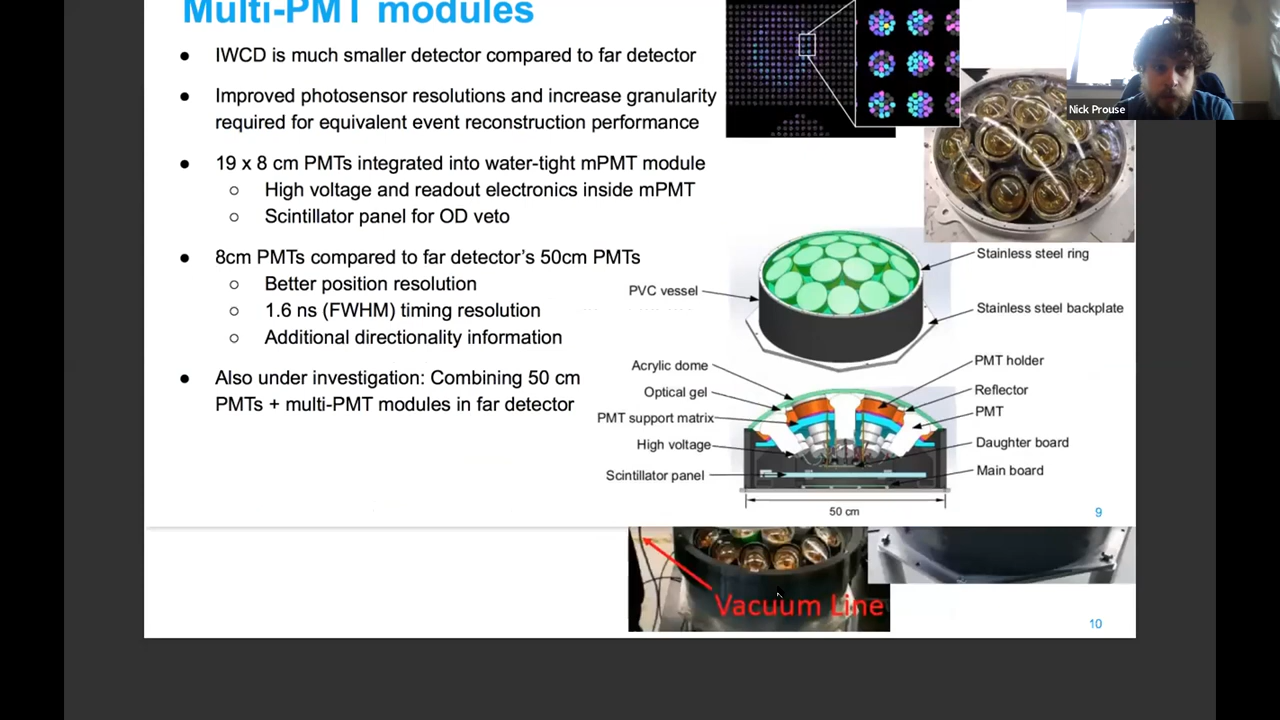 Multi-PMT modules
● IWCD is much smaller detector compared to far detector
● Improved photosensor resolutions and increase granularity
required for equivalent event reconstruction performance
● 19 x 8 cm PMTs integrated into water-tight mPMT module
○ High voltage and readout electronics inside mPMT
○ Scintillator panel for OD veto
● 8cm PMTs compared to far detector's 50cm PMTs
○ Better position resolution
○ 1.6 ns (FWHM) timing resolution
○ Additional directionality information
● Also under investigation: Combining 50 cm
PMTs + multi-PMT modules in far detector
Nick Prouse
Stainless steel ring
PVC vessel
Stainless steel backplate
Acrylic dome
Optical gel
PMT support matrix
High voltage
Scintillator panel
PMT holder
Reflector
PMT
Daughter board
Main board
50 cm
9
Vacuum Line
10